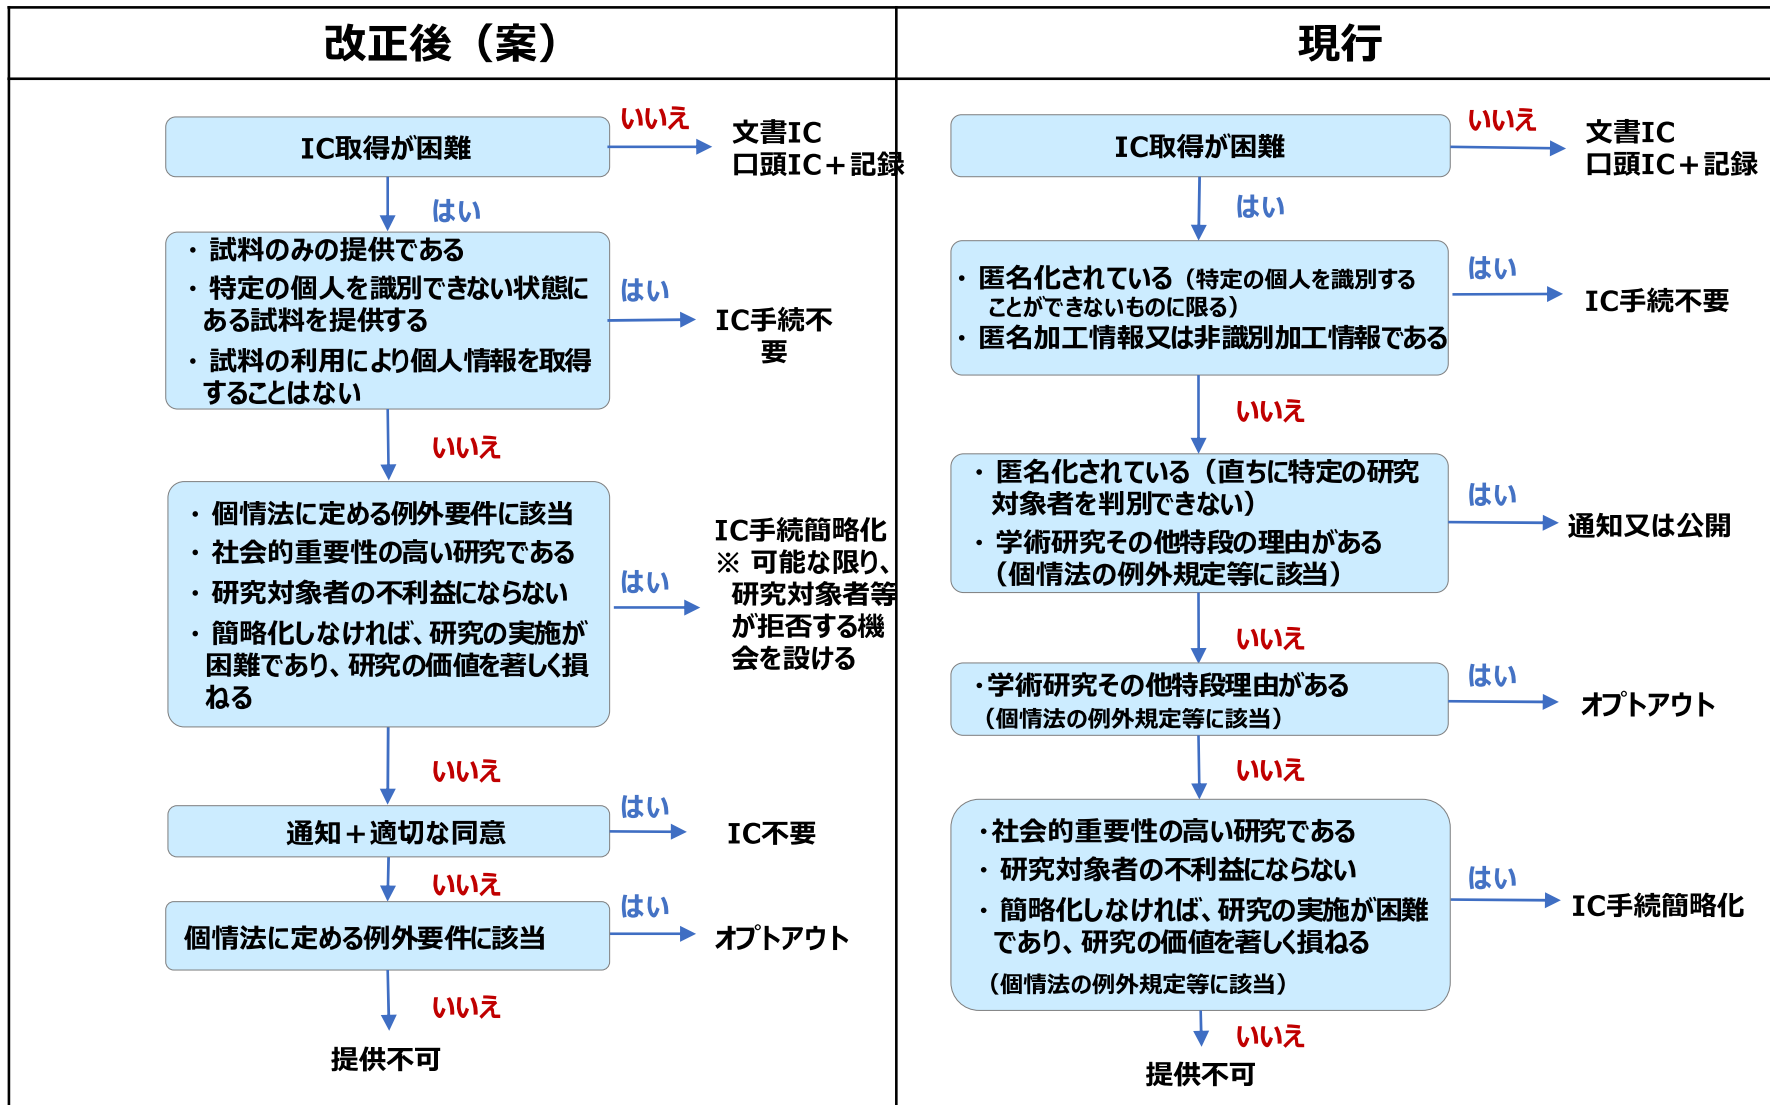 改正後（案）
IC取得が困難
いいえ
文書IC
口頭IC＋記録
はい
・ 試料のみの提供である
・ 特定の個人を識別できない状態に
ある試料を提供する
・ 試料の利用により個人情報を取得
することはない
はい
IC手続不
要
いいえ
・ 個情法に定める例外要件に該当
・ 社会的重要性の高い研究である
・ 研究対象者の不利益にならない
・ 簡略化しなければ、研究の実施が
困難であり、研究の価値を著しく損
ねる
はい
IC手続簡略化
※ 可能な限り、
研究対象者等
が拒否する機
会を設ける
いいえ
通知＋適切な同意
はい
IC不要
いいえ
個情法に定める例外要件に該当
はい
オプトアウト
いいえ
提供不可
現行
IC取得が困難
いいえ
文書IC
口頭IC＋記録
はい
・ 匿名化されている（特定の個人を識別する
ことができないものに限る）
・ 匿名加工情報又は非識別加工情報である
はい
IC手続不要
いいえ
・ 匿名化されている（直ちに特定の研究
対象者を判別できない）
・ 学術研究その他特段の理由がある
（個情法の例外規定等に該当）
はい
通知又は公開
いいえ
・学術研究その他特段理由がある
（個情法の例外規定等に該当）
はい
オプトアウト
いいえ
・社会的重要性の高い研究である
・ 研究対象者の不利益にならない
・ 簡略化しなければ、研究の実施が困難
であり、研究の価値を著しく損ねる
（個情法の例外規定等に該当）
はい
IC手続簡略化
いいえ
提供不可